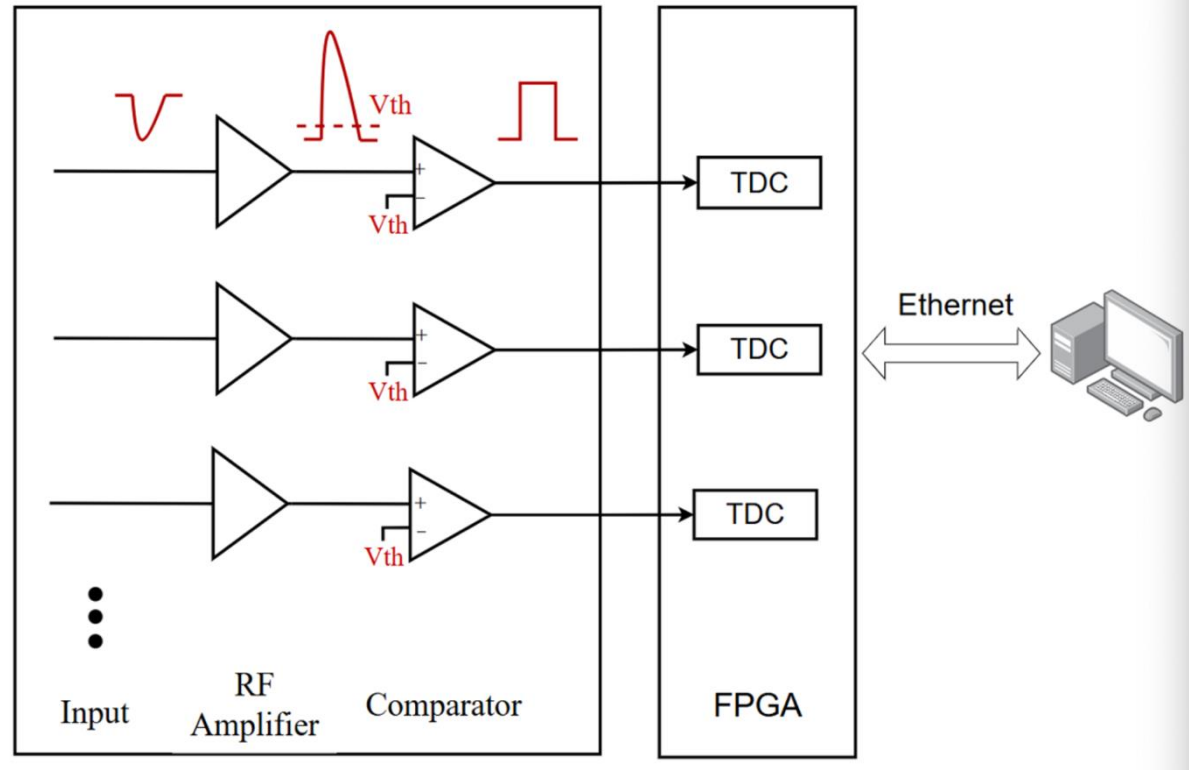 Vth
+
−
Vth
TDC
+
−
Vth
TDC
Ethernet
+
−
Vth
TDC
Input
RF
Amplifier
Comparator
FPGA